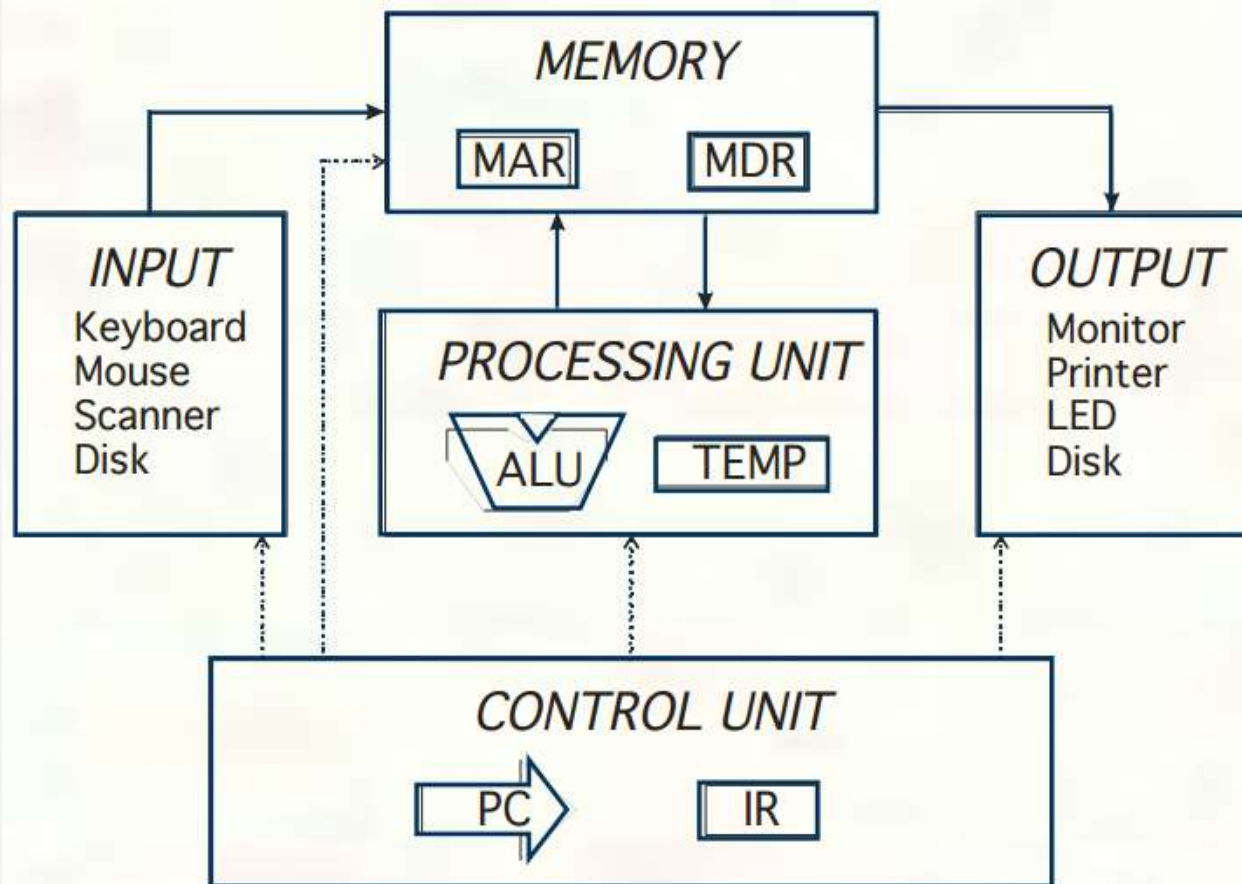 MEMORY
MAR MDR
INPUT
Keyboard
Mouse
Scanner
Disk
PROCESSING UNIT
ALU TEMP
OUTPUT
Monitor
Printer
LED
Disk
CONTROL UNIT
PC IR